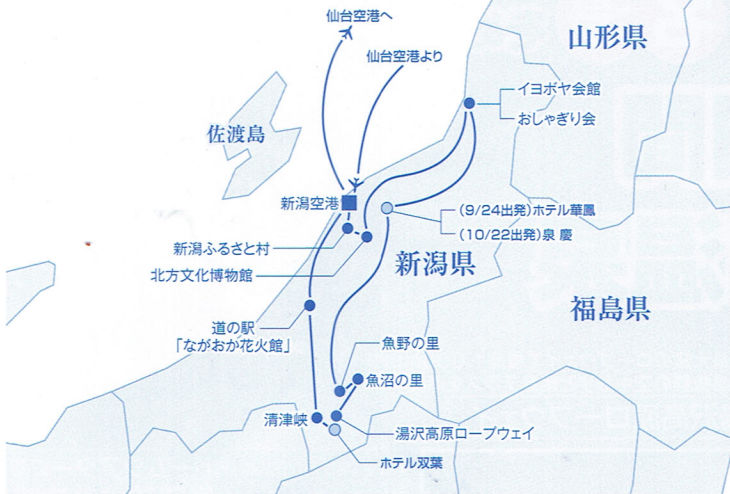 仙台空港へ
仙台空港より
山形県
イヨボヤ会館
おしゃぎり会
佐渡島
新潟空港
(9/24出発)ホテル華鳳
(10/22出発)泉 慶
新潟ふるさと村
北方文化博物館
新潟県
福島県
道の駅
「ながおか花火館」
魚野の里
魚沼の里
清津峡
湯沢高原ロープウェイ
ホテル双葉